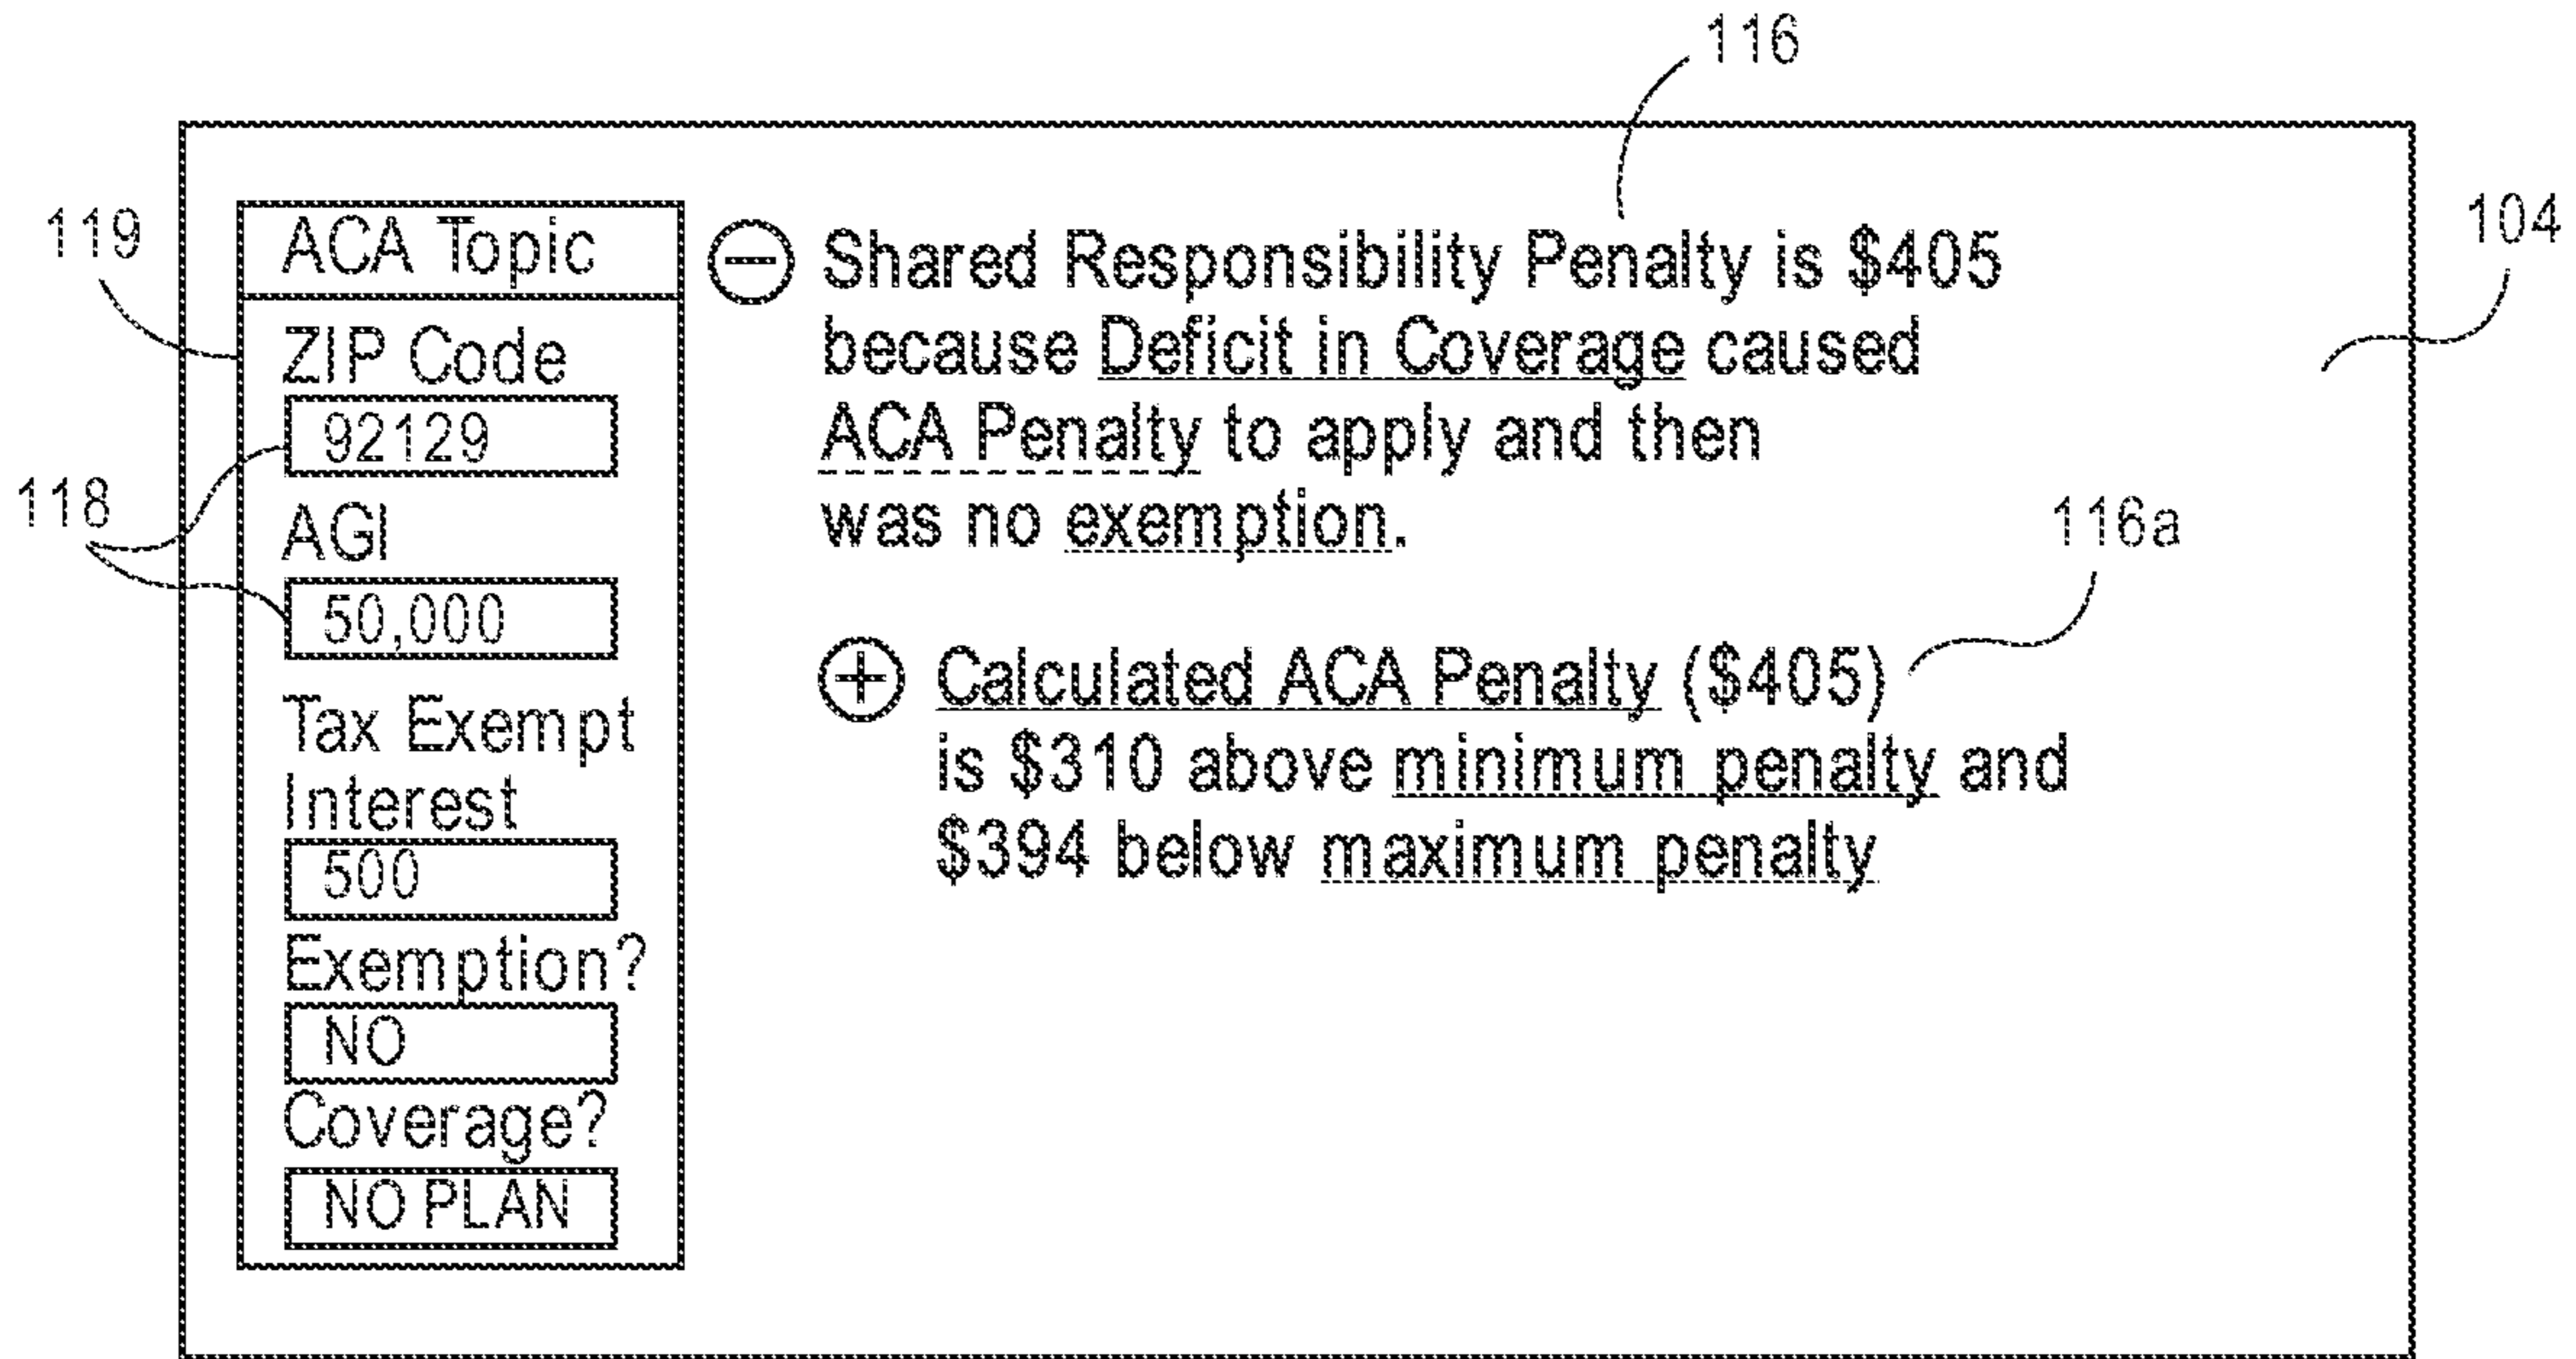 116
119
104
ACA Topic
ZIP Code
92129
118
AGI
50,000
Tax Exempt
Interest
500
Exemption?
NO
Coverage?
NO PLAN
Shared Responsibility Penalty is $405
because Deficit in Coverage caused
ACA Penalty to apply and then
was no exemption.
116a
Calculated ACA Penalty ($405)
is $310 above minimum penalty and
$394 below maximum penalty